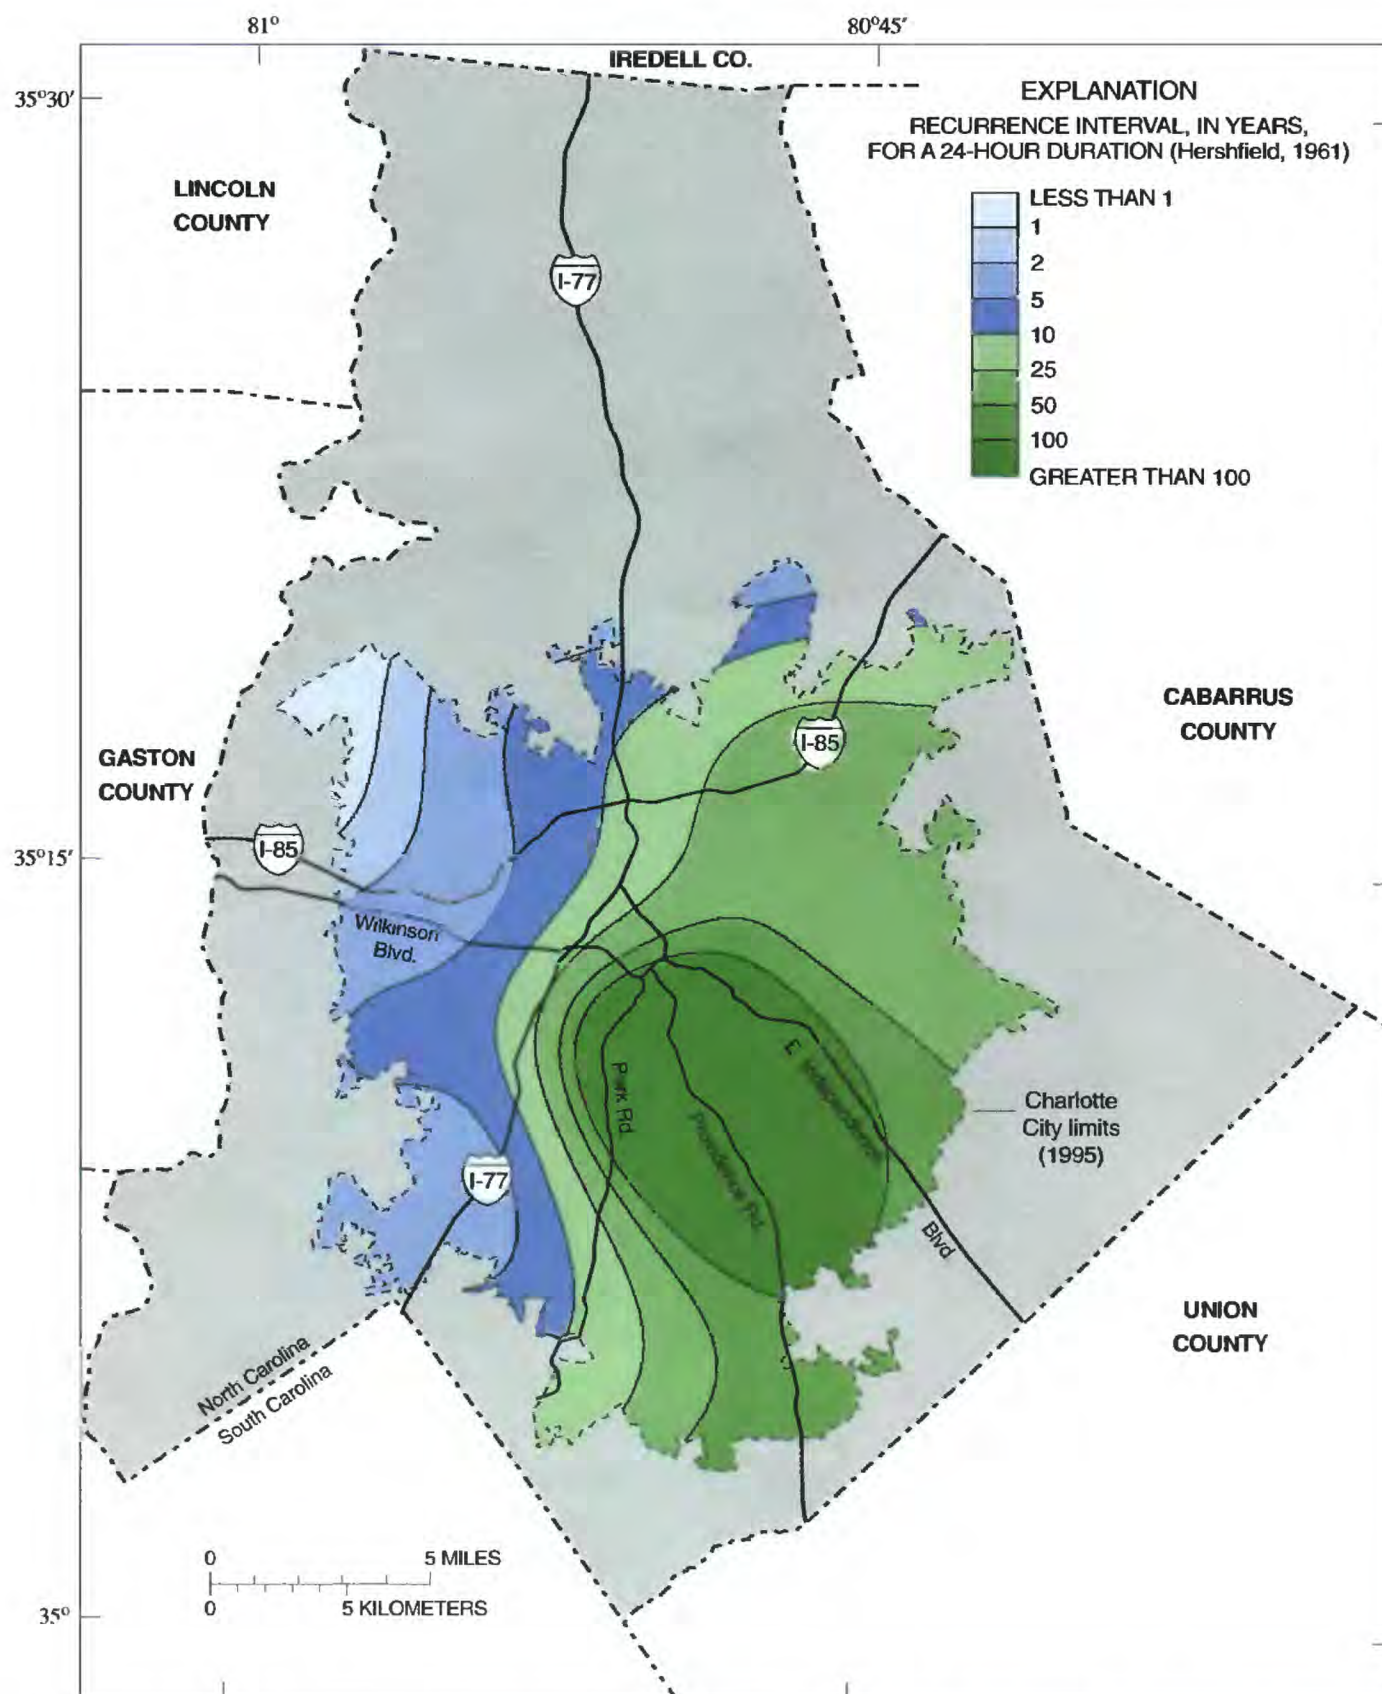 81°
80°45′
IREDELL CO.
35°30′
EXPLANATION
RECURRENCE INTERVAL, IN YEARS,
FOR A 24-HOUR DURATION (Hershfield, 1961)
LESS THAN 1
1
2
5
10
25
50
100
GREATER THAN 100
LINCOLN
COUNTY
I-77
CABARRUS
COUNTY
I-85
GASTON
COUNTY
35°15′
I-85
Wilkinson
Blvd.
Park Rd.
Providence Rd.
E. Independence
Blvd
Charlotte
City limits
(1995)
I-77
UNION
COUNTY
North Carolina
South Carolina
0 5 MILES
0 5 KILOMETERS
35°